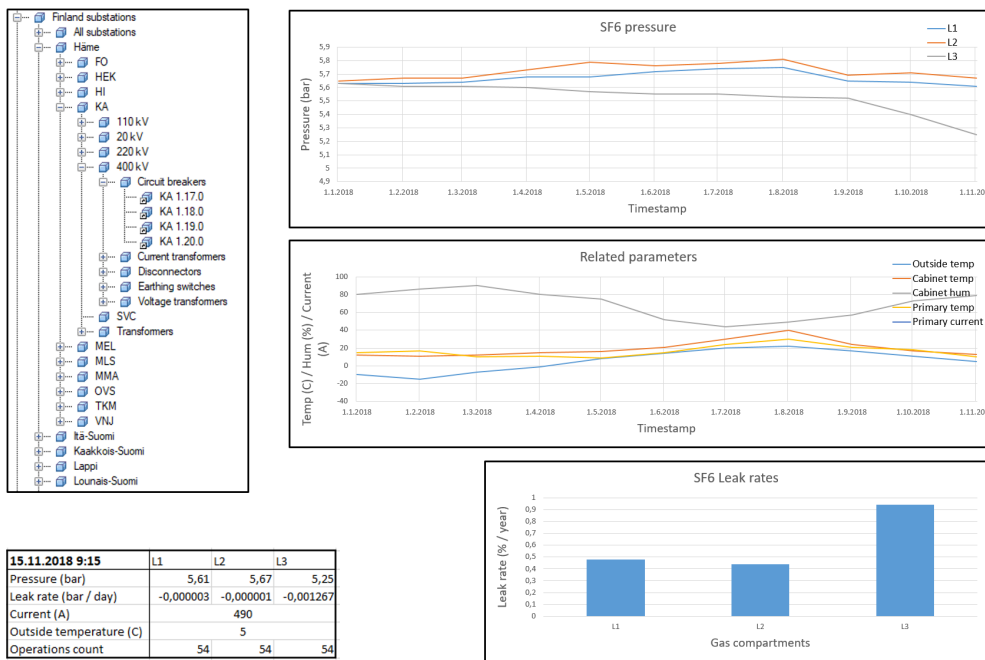 Finland substations
All substations
Häme
FO
HEK
HI
KA
110 kV
20 kV
220 kV
400 kV
Circuit breakers
KA 1.17.0
KA 1.18.0
KA 1.19.0
KA 1.20.0
Current transformers
Disconnectors
Earthing switches
Voltage transformers
SVC
Transformers
MEL
MLS
MMA
OVS
TKM
VNJ
Itä-Suomi
Kaakkois-Suomi
Lappi
Lounais-Suomi
SF6 pressure
L1
L2
L3
5,9
5,8
5,7
5,6
5,5
5,4
5,3
5,2
5,1
5
4,9
Pressure (bar)
1.1.2018 1.2.2018 1.3.2018 1.4.2018 1.5.2018 1.6.2018 1.7.2018 1.8.2018 1.9.2018 1.10.2018 1.11.2018
Timestamp
Related parameters
Outside temp
Cabinet temp
Cabinet hum
Primary temp
Primary current
100
80
60
40
20
0
-20
-40
Temp (C) / Hum (%) / Current
(A)
1.1.2018 1.2.2018 1.3.2018 1.4.2018 1.5.2018 1.6.2018 1.7.2018 1.8.2018 1.9.2018 1.10.2018 1.11.2018
Timestamp
SF6 Leak rates
1
0,9
0,8
0,7
0,6
0,5
0,4
0,3
0,2
0,1
0
Leak rate (% / year)
L1 L2 L3
Gas compartments
15.11.2018 9:15 L1 L2 L3
Pressure (bar) 5,61 5,67 5,25
Leak rate (bar / day) -0,000003 -0,000001 -0,001267
Current (A) 490
Outside temperature (C) 5
Operations count 54 54 54